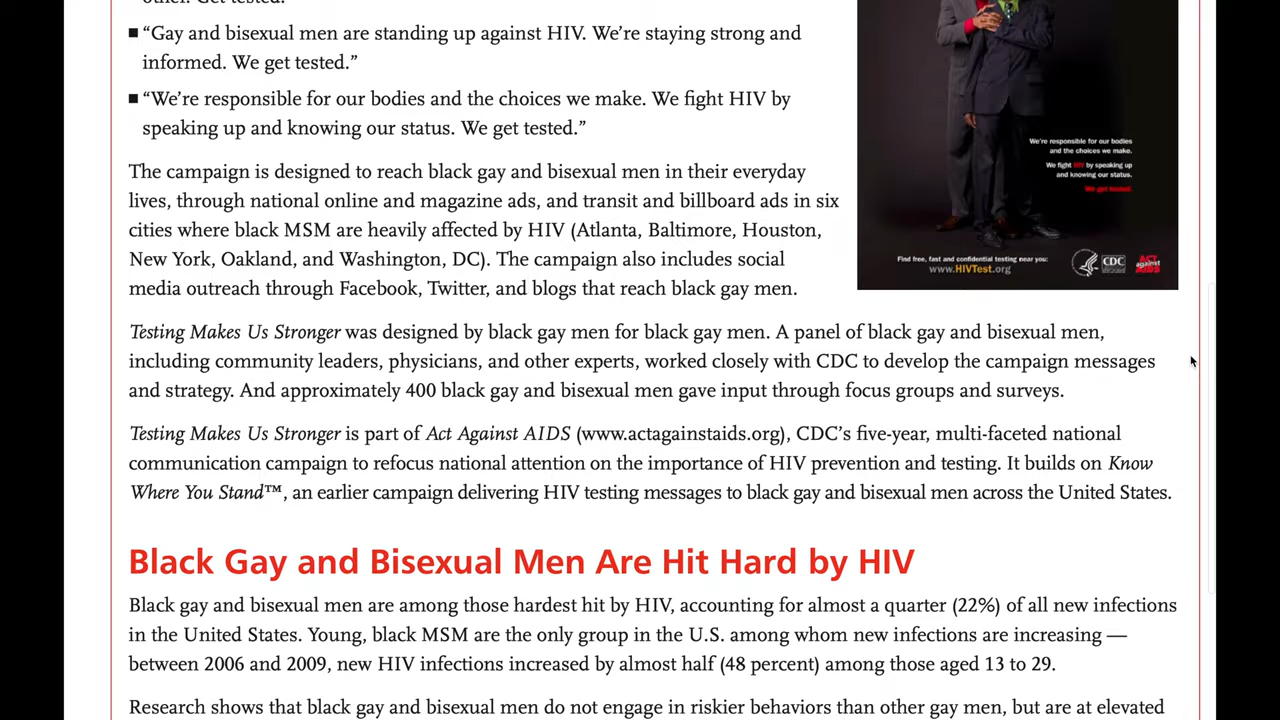 other. Get tested.”
■ “Gay and bisexual men are standing up against HIV. We’re staying strong and
informed. We get tested.”
■ “We’re responsible for our bodies and the choices we make. We fight HIV by
speaking up and knowing our status. We get tested.”
The campaign is designed to reach black gay and bisexual men in their everyday
lives, through national online and magazine ads, and transit and billboard ads in six
cities where black MSM are heavily affected by HIV (Atlanta, Baltimore, Houston,
New York, Oakland, and Washington, DC). The campaign also includes social
media outreach through Facebook, Twitter, and blogs that reach black gay men.
We’re responsible for our bodies
and the choices we make.
We fight HIV by speaking up
and knowing our status.
We get tested.
Find free, fast and confidential testing near you:
www.HIVTest.org
CDC
ACT
against
AIDS
Testing Makes Us Stronger was designed by black gay men for black gay men. A panel of black gay and bisexual men,
including community leaders, physicians, and other experts, worked closely with CDC to develop the campaign messages
and strategy. And approximately 400 black gay and bisexual men gave input through focus groups and surveys.
Testing Makes Us Stronger is part of Act Against AIDS (www.actagainstaids.org), CDC’s five-year, multi-faceted national
communication campaign to refocus national attention on the importance of HIV prevention and testing. It builds on Know
Where You Stand™, an earlier campaign delivering HIV testing messages to black gay and bisexual men across the United States.
Black Gay and Bisexual Men Are Hit Hard by HIV
Black gay and bisexual men are among those hardest hit by HIV, accounting for almost a quarter (22%) of all new infections
in the United States. Young, black MSM are the only group in the U.S. among whom new infections are increasing —
between 2006 and 2009, new HIV infections increased by almost half (48 percent) among those aged 13 to 29.
Research shows that black gay and bisexual men do not engage in riskier behaviors than other gay men, but are at elevated